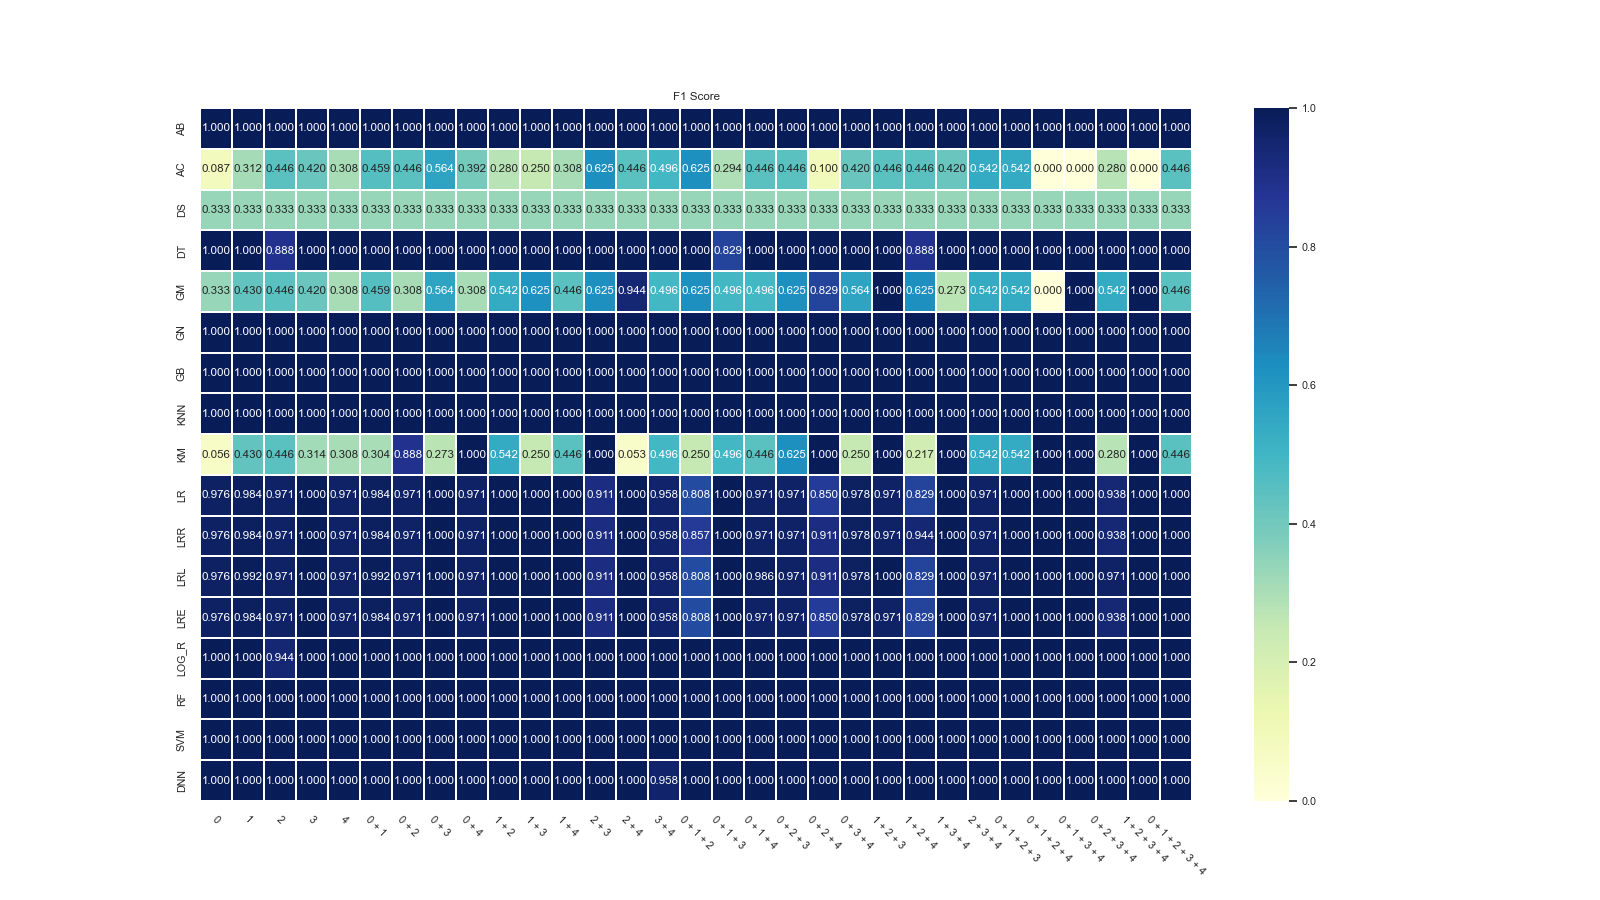 F1 Score
AB 1.000 1.000 1.000 1.000 1.000 1.000 1.000 1.000 1.000 1.000 1.000 1.000 1.000 1.000 1.000 1.000 1.000 1.000 1.000 1.000 1.000 1.000 1.000 1.000 1.000 1.000 1.000 1.000 1.000 1.000 1.000
AC 0.087 0.312 0.446 0.420 0.308 0.459 0.446 0.564 0.392 0.280 0.250 0.308 0.625 0.446 0.496 0.625 0.294 0.446 0.446 0.100 0.420 0.446 0.446 0.420 0.542 0.542 0.000 0.000 0.280 0.000 0.446
DS 0.333 0.333 0.333 0.333 0.333 0.333 0.333 0.333 0.333 0.333 0.333 0.333 0.333 0.333 0.333 0.333 0.333 0.333 0.333 0.333 0.333 0.333 0.333 0.333 0.333 0.333 0.333 0.333 0.333 0.333 0.333
DT 1.000 1.000 0.888 1.000 1.000 1.000 1.000 1.000 1.000 1.000 1.000 1.000 1.000 1.000 1.000 1.000 0.829 1.000 1.000 1.000 1.000 1.000 0.888 1.000 1.000 1.000 1.000 1.000 1.000 1.000 1.000
GM 0.333 0.430 0.446 0.420 0.308 0.459 0.308 0.564 0.308 0.542 0.625 0.446 0.625 0.944 0.496 0.625 0.496 0.496 0.625 0.829 0.564 1.000 0.625 0.273 0.542 0.542 0.000 1.000 0.542 1.000 0.446
GN 1.000 1.000 1.000 1.000 1.000 1.000 1.000 1.000 1.000 1.000 1.000 1.000 1.000 1.000 1.000 1.000 1.000 1.000 1.000 1.000 1.000 1.000 1.000 1.000 1.000 1.000 1.000 1.000 1.000 1.000 1.000
GB 1.000 1.000 1.000 1.000 1.000 1.000 1.000 1.000 1.000 1.000 1.000 1.000 1.000 1.000 1.000 1.000 1.000 1.000 1.000 1.000 1.000 1.000 1.000 1.000 1.000 1.000 1.000 1.000 1.000 1.000 1.000
KNN 1.000 1.000 1.000 1.000 1.000 1.000 1.000 1.000 1.000 1.000 1.000 1.000 1.000 1.000 1.000 1.000 1.000 1.000 1.000 1.000 1.000 1.000 1.000 1.000 1.000 1.000 1.000 1.000 1.000 1.000 1.000
KM 0.056 0.430 0.446 0.314 0.308 0.304 0.888 0.273 1.000 0.542 0.250 0.446 1.000 0.053 0.496 0.250 0.496 0.446 0.625 1.000 0.250 1.000 0.217 1.000 0.542 0.542 1.000 1.000 0.280 1.000 0.446
LR 0.976 0.984 0.971 1.000 0.971 0.984 0.971 1.000 0.971 1.000 1.000 1.000 0.911 1.000 0.958 0.808 1.000 0.971 0.971 0.850 0.978 0.971 0.829 1.000 0.971 1.000 1.000 1.000 0.938 1.000 1.000
LRR 0.976 0.984 0.971 1.000 0.971 0.984 0.971 1.000 0.971 1.000 1.000 1.000 0.911 1.000 0.958 0.857 1.000 0.971 0.971 0.911 0.978 0.971 0.944 1.000 0.971 1.000 1.000 1.000 0.938 1.000 1.000
LRL 0.976 0.992 0.971 1.000 0.971 0.992 0.971 1.000 0.971 1.000 1.000 1.000 0.911 1.000 0.958 0.808 1.000 0.986 0.971 0.911 0.978 1.000 0.829 1.000 0.971 1.000 1.000 1.000 0.971 1.000 1.000
LRE 0.976 0.984 0.971 1.000 0.971 0.984 0.971 1.000 0.971 1.000 1.000 1.000 0.911 1.000 0.958 0.808 1.000 0.971 0.971 0.850 0.978 0.971 0.829 1.000 0.971 1.000 1.000 1.000 0.938 1.000 1.000
LOG_R 1.000 1.000 0.944 1.000 1.000 1.000 1.000 1.000 1.000 1.000 1.000 1.000 1.000 1.000 1.000 1.000 1.000 1.000 1.000 1.000 1.000 1.000 1.000 1.000 1.000 1.000 1.000 1.000 1.000 1.000 1.000
RF 1.000 1.000 1.000 1.000 1.000 1.000 1.000 1.000 1.000 1.000 1.000 1.000 1.000 1.000 1.000 1.000 1.000 1.000 1.000 1.000 1.000 1.000 1.000 1.000 1.000 1.000 1.000 1.000 1.000 1.000 1.000
SVM 1.000 1.000 1.000 1.000 1.000 1.000 1.000 1.000 1.000 1.000 1.000 1.000 1.000 1.000 1.000 1.000 1.000 1.000 1.000 1.000 1.000 1.000 1.000 1.000 1.000 1.000 1.000 1.000 1.000 1.000 1.000
DNN 1.000 1.000 1.000 1.000 1.000 1.000 1.000 1.000 1.000 1.000 1.000 1.000 1.000 1.000 0.958 1.000 1.000 1.000 1.000 1.000 1.000 1.000 1.000 1.000 1.000 1.000 1.000 1.000 1.000 1.000 1.000
0
1
2
3
4
0 + 1
0 + 2
0 + 3
0 + 4
1 + 2
1 + 3
1 + 4
2 + 3
2 + 4
3 + 4
0 + 1 + 2
0 + 1 + 3
0 + 1 + 4
0 + 2 + 3
0 + 2 + 4
0 + 3 + 4
1 + 2 + 3
1 + 2 + 4
1 + 3 + 4
2 + 3 + 4
0 + 1 + 2 + 3
0 + 1 + 2 + 4
0 + 1 + 3 + 4
0 + 2 + 3 + 4
1 + 2 + 3 + 4
0 + 1 + 2 + 3 + 4
1.0
0.8
0.6
0.4
0.2
0.0